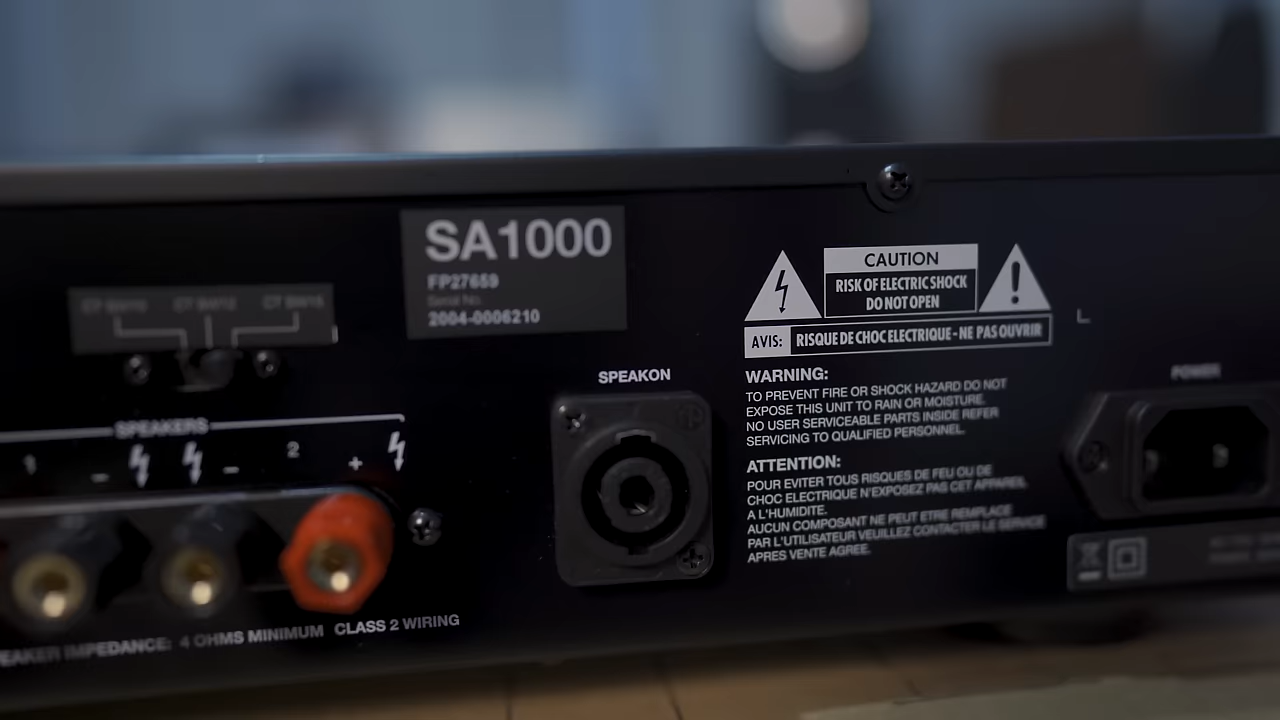 SA1000
FP27659
Serial No.
2004-0006210
SPEAKERS
1
2
- - +
SPEAKER IMPEDANCE: 4 OHMS MINIMUM CLASS 2 WIRING
SPEAKON
CAUTION
RISK OF ELECTRIC SHOCK
DO NOT OPEN
AVIS: RISQUE DE CHOC ELECTRIQUE - NE PAS OUVRIR
WARNING:
TO PREVENT FIRE OR SHOCK HAZARD DO NOT
EXPOSE THIS UNIT TO RAIN OR MOISTURE.
NO USER SERVICEABLE PARTS INSIDE REFER
SERVICING TO QUALIFIED PERSONNEL.
ATTENTION:
POUR EVITER TOUS RISQUES DE FEU OU DE
CHOC ELECTRIQUE N'EXPOSEZ PAS CET APPAREIL
A L'HUMIDITE.
AUCUN COMPOSANT NE PEUT ETRE REMPLACE
PAR L'UTILISATEUR VEUILLEZ CONTACTER LE SERVICE
APRES VENTE AGREE.
POWER